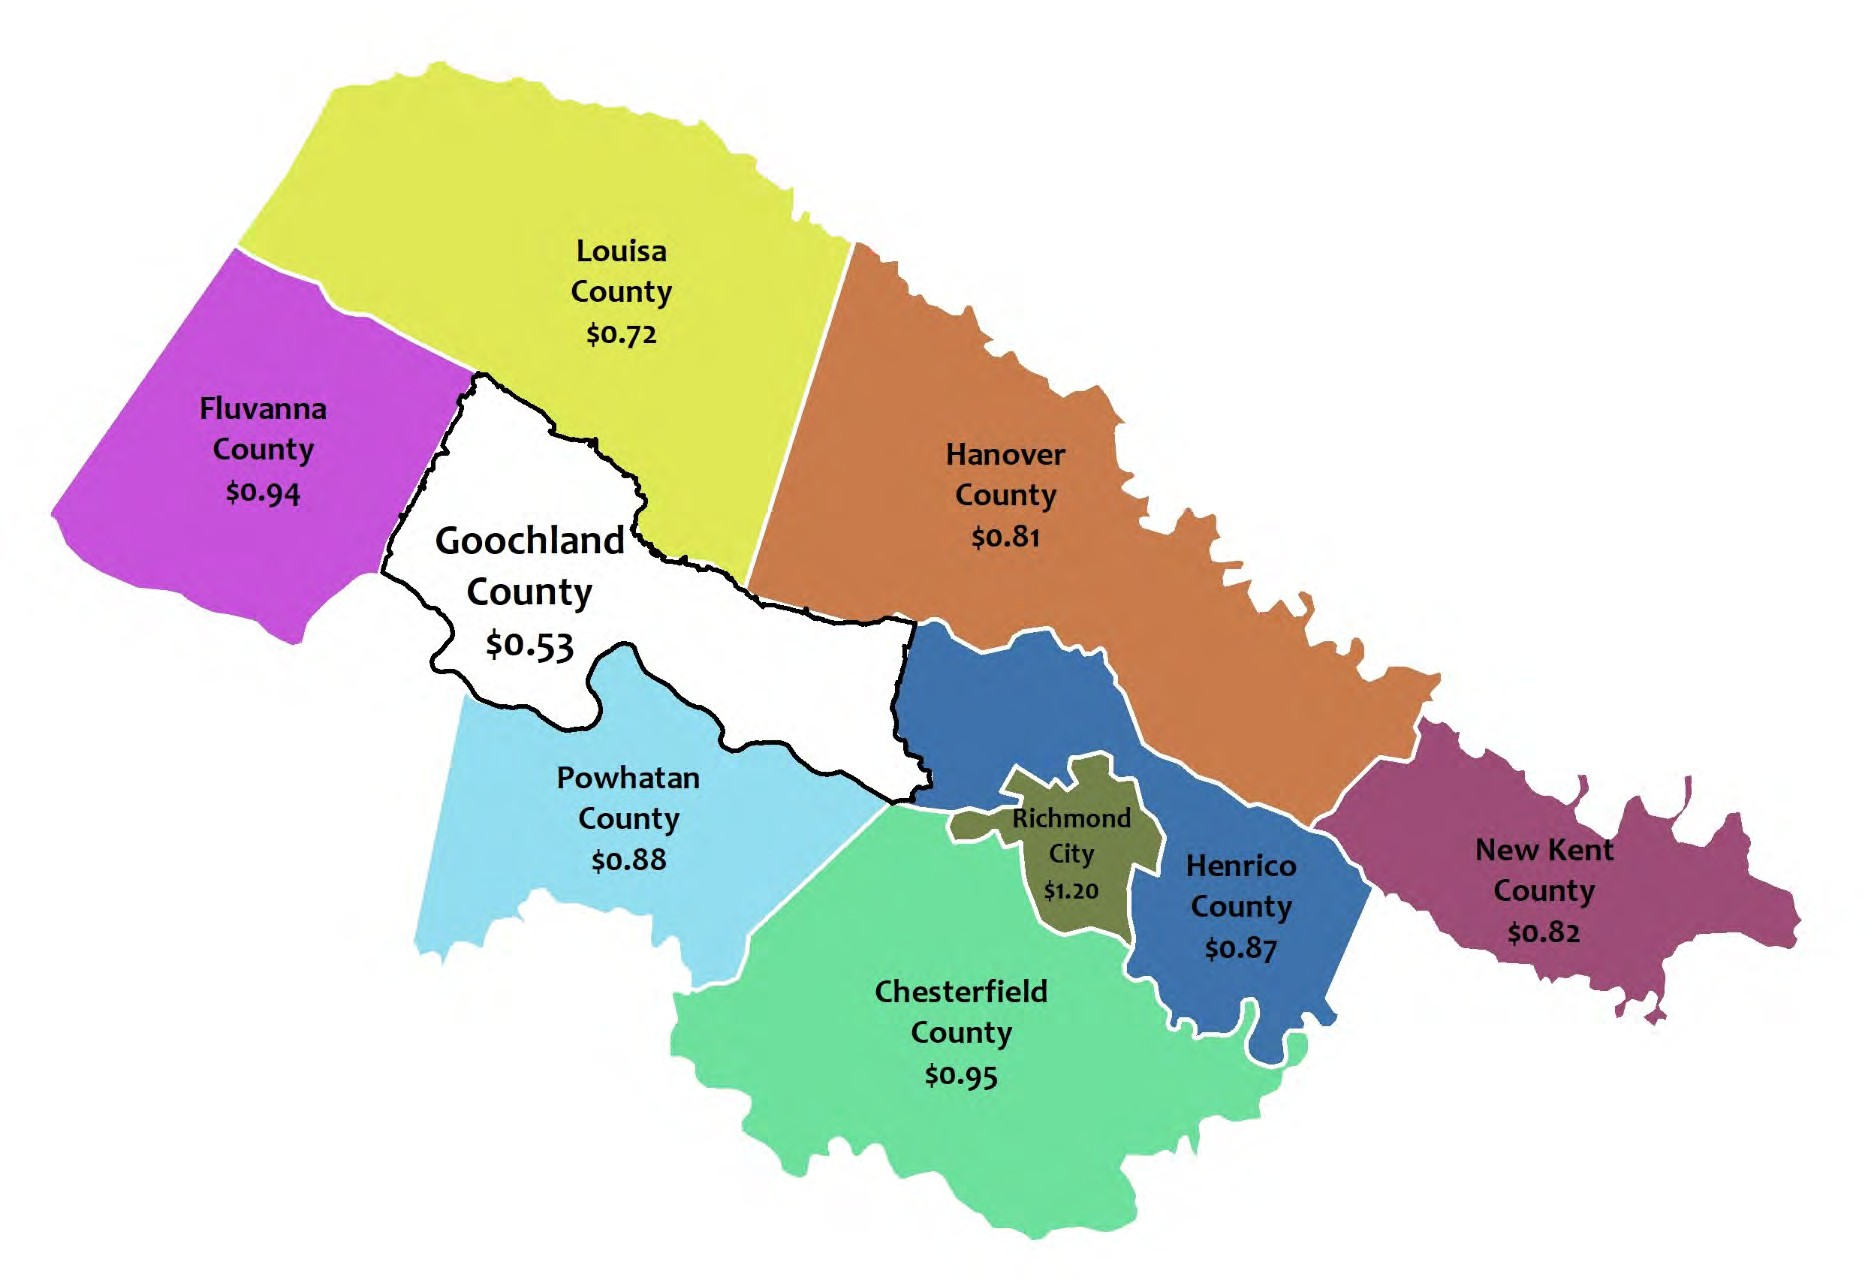 Louisa
County
$0.72
Fluvanna
County
$0.94
Hanover
County
$0.81
Goochland
County
$0.53
Powhatan
County
$0.88
Richmond
City
$1.20
Henrico
County
$0.87
New Kent
County
$0.82
Chesterfield
County
$0.95